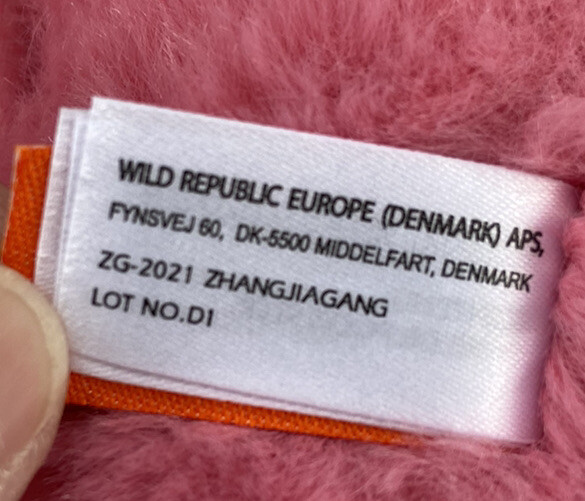 WILD REPUBLIC EUROPE (DENMARK) APS,
FYNSVEJ 60, DK-5500 MIDDELFART, DENMARK
ZG-2021 ZHANGJIAGANG
LOT NO.DI